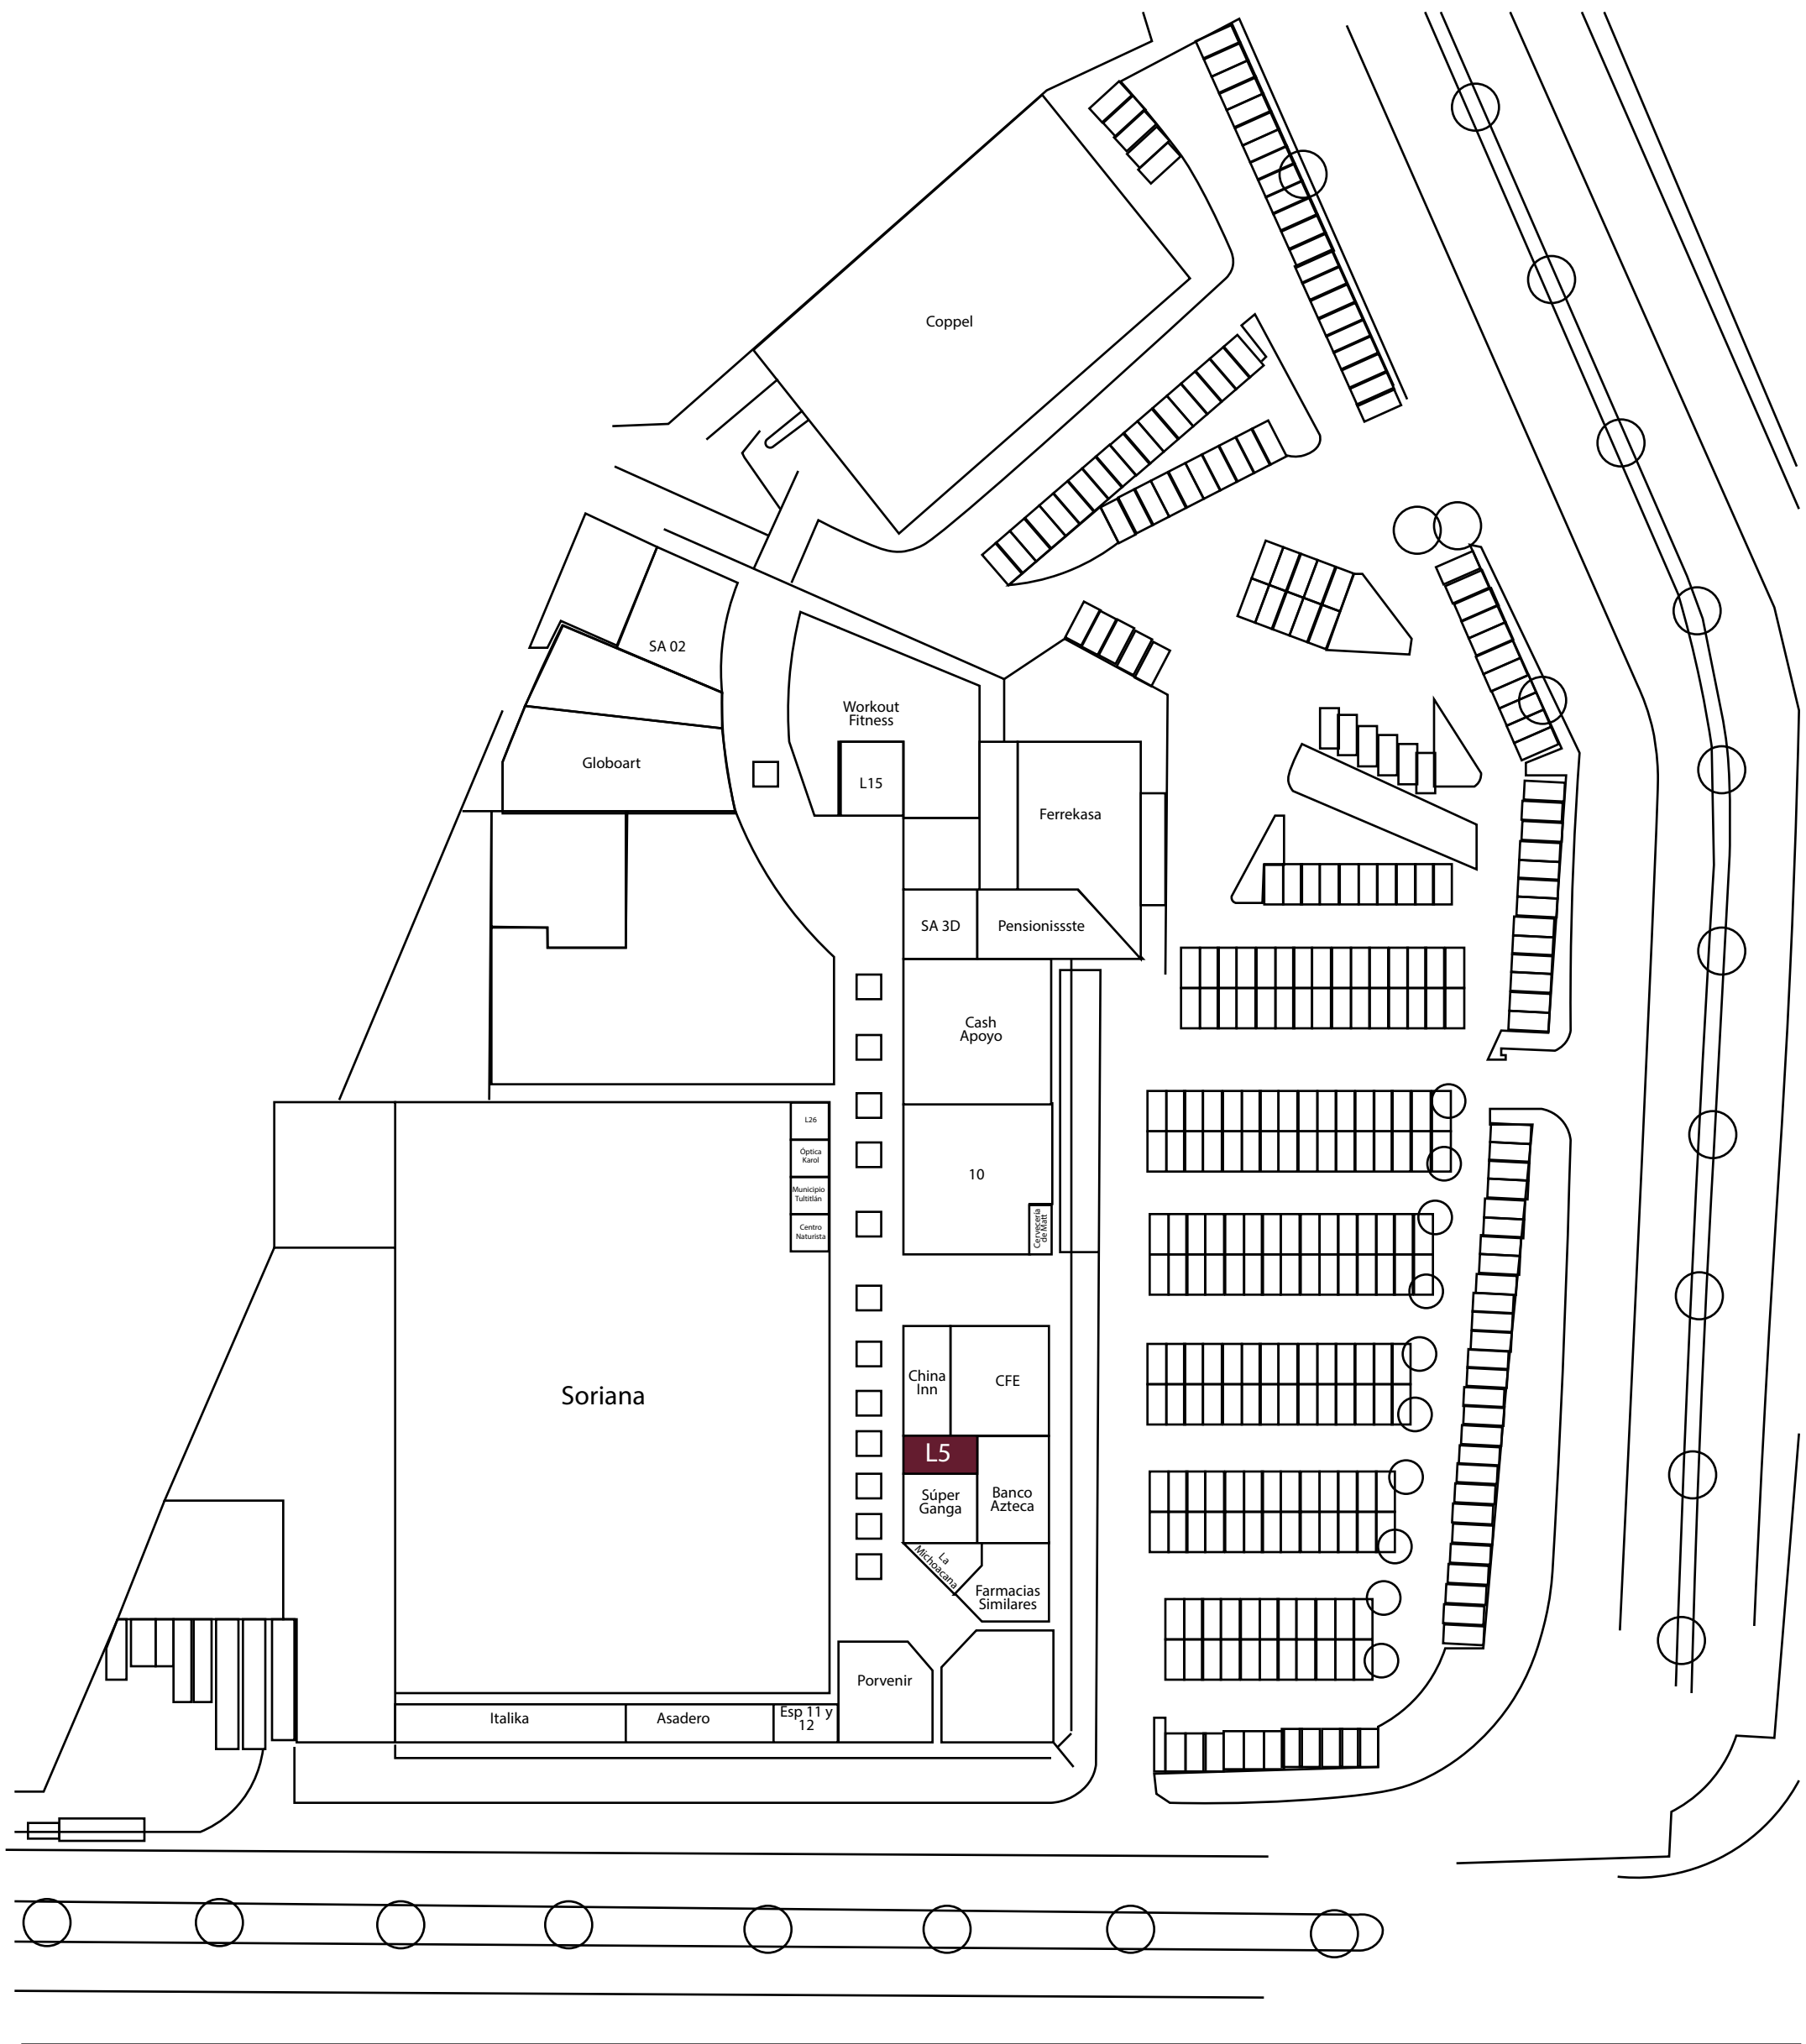 Coppel
SA 02
Workout
Fitness
Globoart
L15
Ferrekasa
SA 3D
Pensionissste
Cash
Apoyo
L26
Óptica
Karol
Municipio
Tultitlán
Centro
Naturista
10
Cervecería
de Matt
Soriana
China
Inn
CFE
L5
Súper
Ganga
Banco
Azteca
La
Michoacana
Farmacias
Similares
Porvenir
Italika
Asadero
Esp 11 y
12